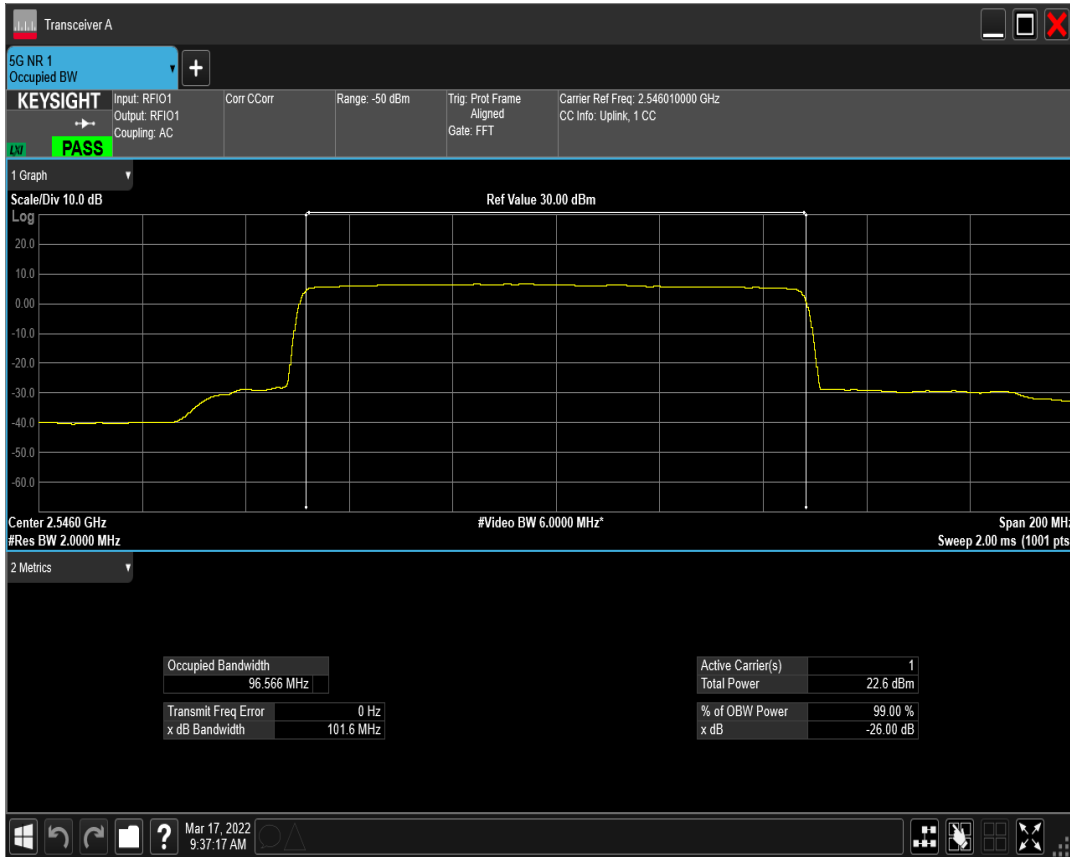 Transceiver A
5G NR 1
Occupied BW
KEYSIGHT
LXI
PASS
Input: RFIO1
Output: RFIO1
Coupling: AC
Corr CCorr
Range: -50 dBm
Trig: Prot Frame
Aligned
Gate: FFT
Carrier Ref Freq: 2.546010000 GHz
CC Info: Uplink, 1 CC
1 Graph
Scale/Div 10.0 dB
Ref Value 30.00 dBm
Log
20.0
10.0
0.00
-10.0
-20.0
-30.0
-40.0
-50.0
-60.0
Center 2.5460 GHz
#Video BW 6.0000 MHz*
Span 200 MHz
#Res BW 2.0000 MHz
Sweep 2.00 ms (1001 pts
2 Metrics
Occupied Bandwidth
96.566 MHz
Transmit Freq Error 0 Hz
x dB Bandwidth 101.6 MHz
Active Carrier(s) 1
Total Power 22.6 dBm
% of OBW Power 99.00 %
x dB -26.00 dB
?
Mar 17, 2022
9:37:17 AM